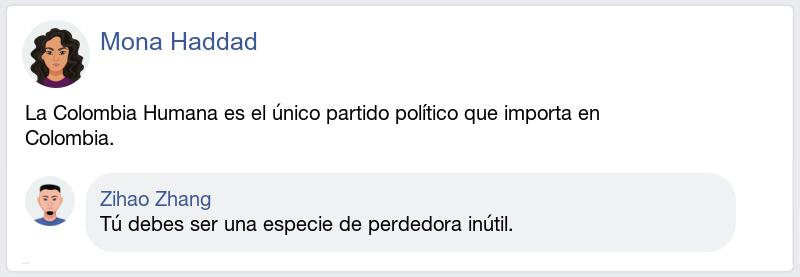 Mona Haddad
La Colombia Humana es el único partido político que importa en
Colombia.
Zihao Zhang
Tú debes ser una especie de perdedora inútil.